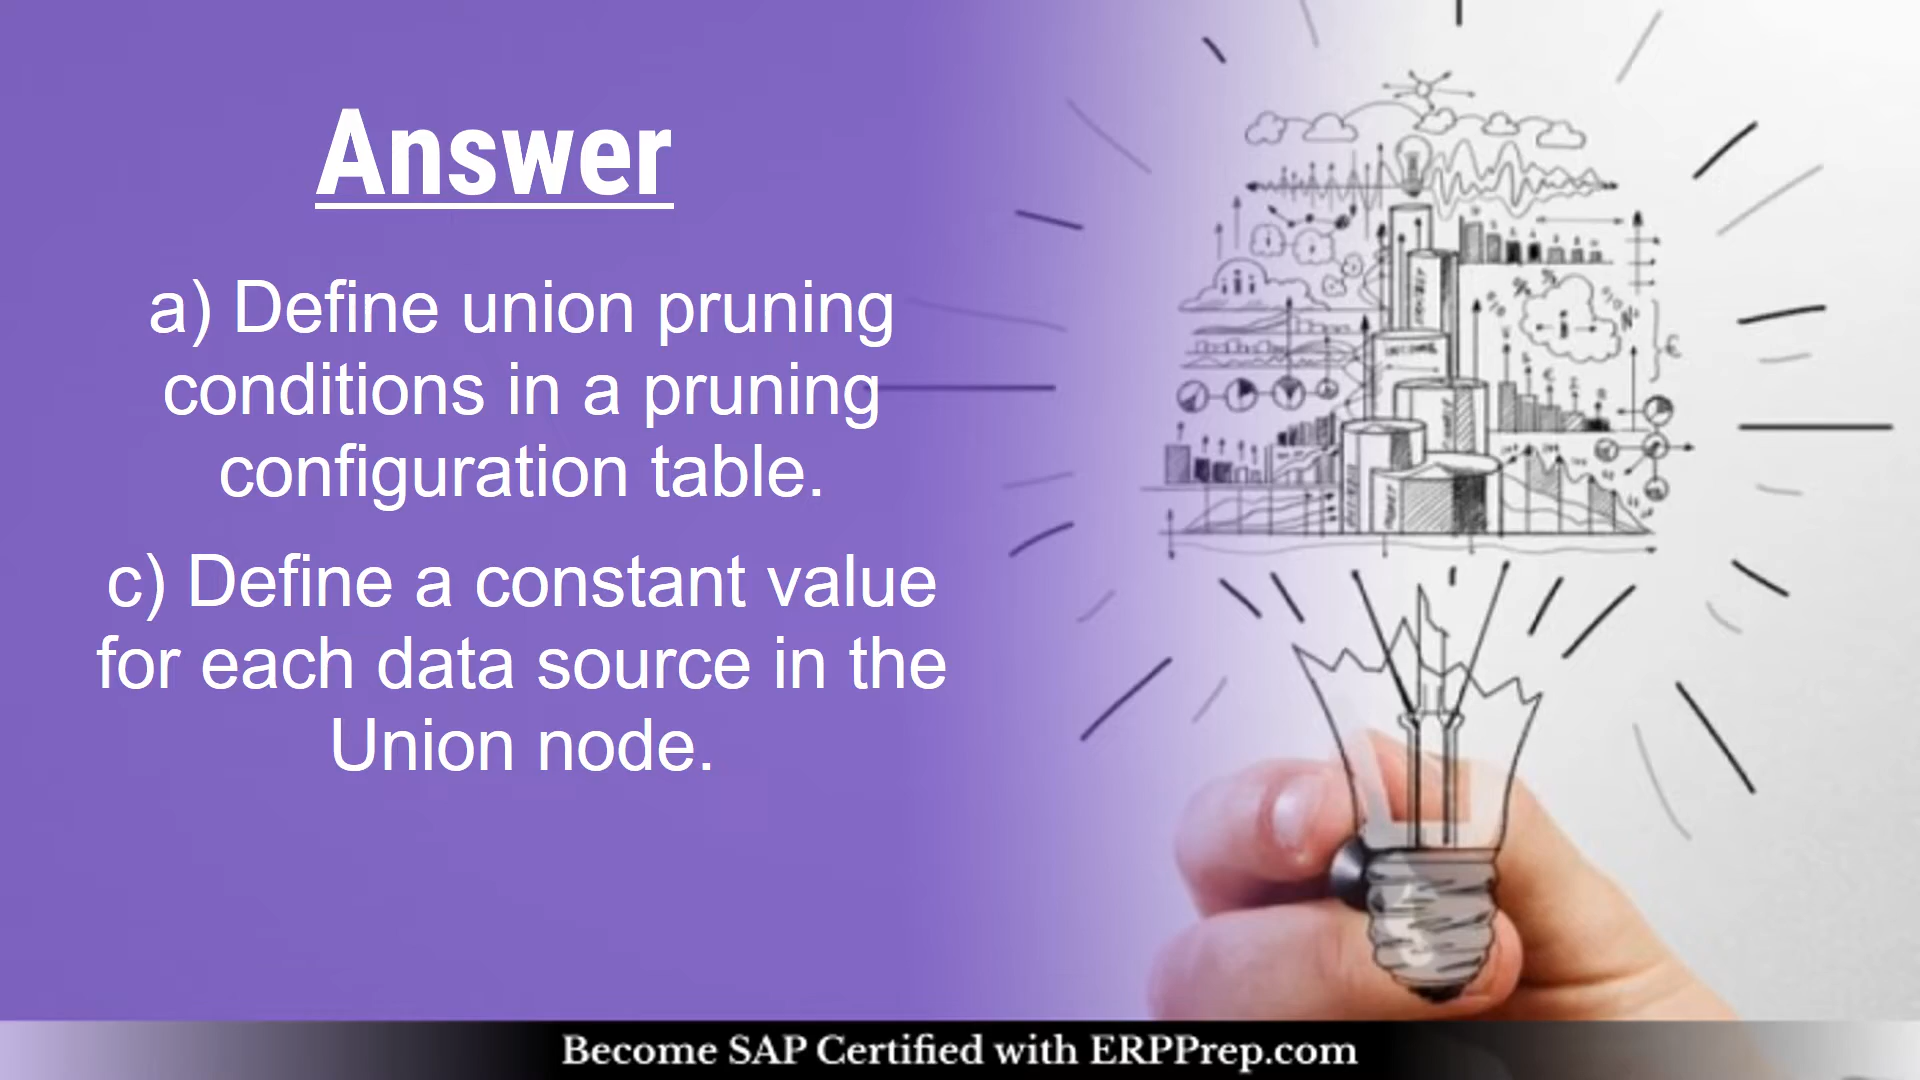 Answer
a) Define union pruning
conditions in a pruning
configuration table.
c) Define a constant value
for each data source in the
Union node.
Become SAP Certified with ERPPrep.com